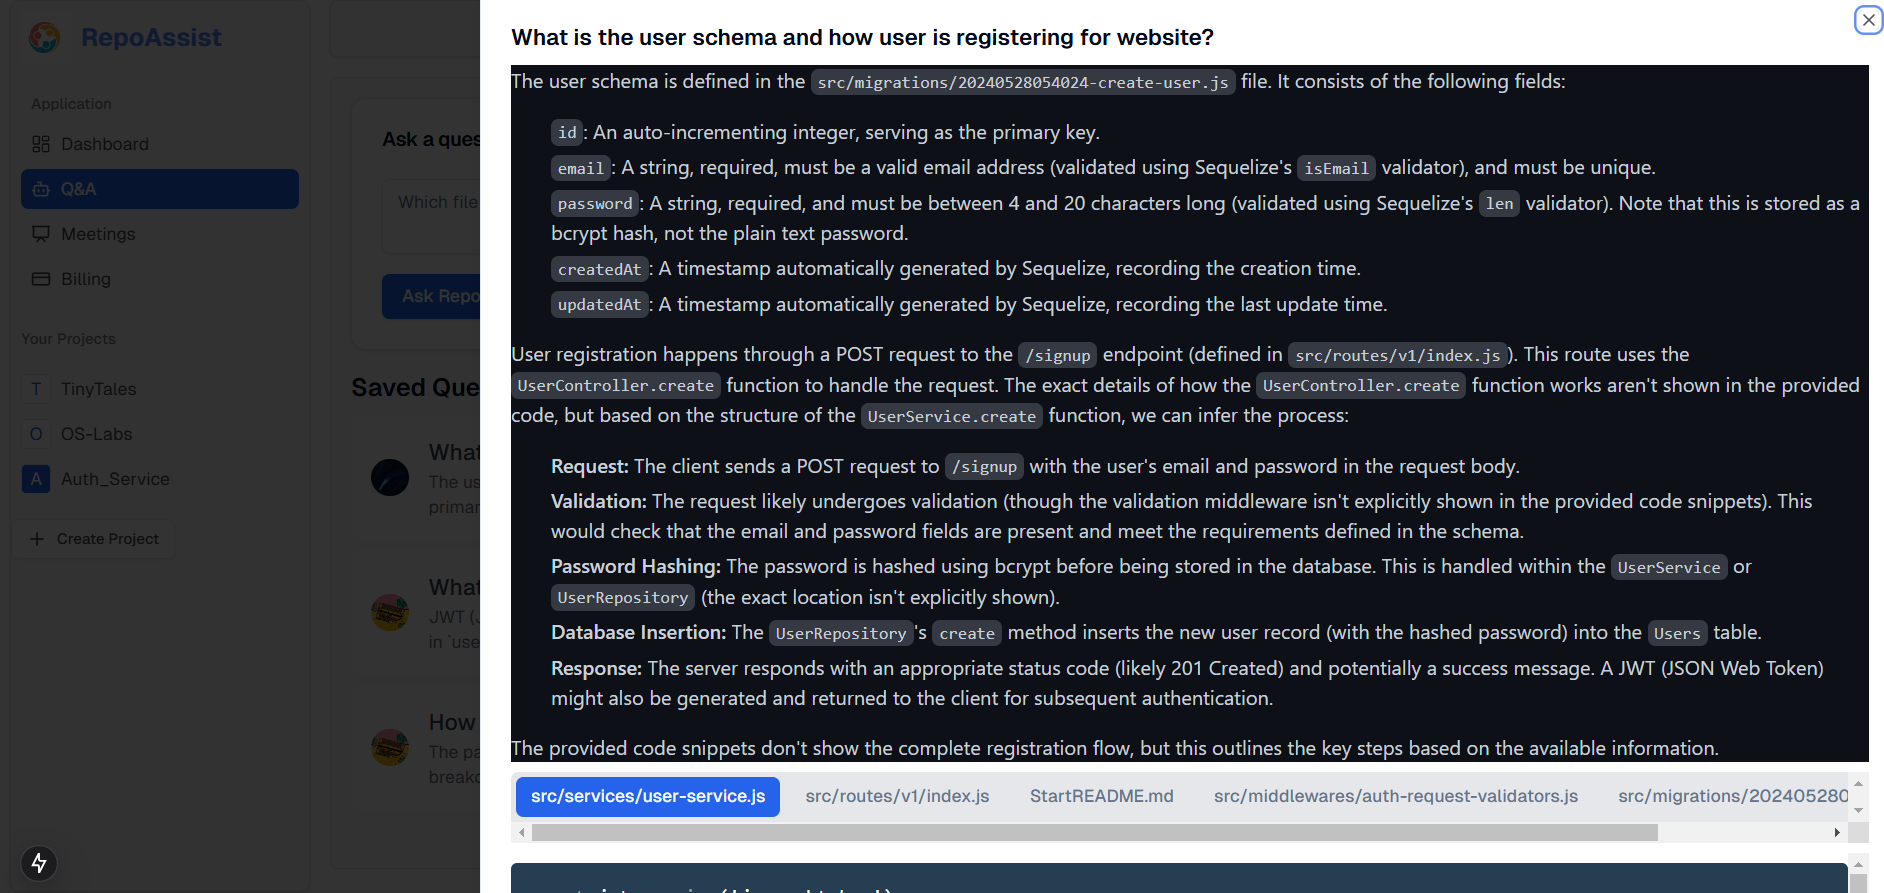 RepoAssist
Application
Dashboard
Q&A
Meetings
Billing
Your Projects
T TinyTales
O OS-Labs
A Auth_Service
+ Create Project
Ask a ques
Which file
Ask Repo
Saved Que
What
The us
primar
What
JWT (J
in `use
How
The pa
breakd
What is the user schema and how user is registering for website?
The user schema is defined in the src/migrations/20240528054024-create-user.js file. It consists of the following fields:
id: An auto-incrementing integer, serving as the primary key.
email: A string, required, must be a valid email address (validated using Sequelize's isEmail validator), and must be unique.
password: A string, required, and must be between 4 and 20 characters long (validated using Sequelize's len validator). Note that this is stored as a
bcrypt hash, not the plain text password.
createdAt: A timestamp automatically generated by Sequelize, recording the creation time.
updatedAt: A timestamp automatically generated by Sequelize, recording the last update time.
User registration happens through a POST request to the /signup endpoint (defined in src/routes/v1/index.js). This route uses the
UserController.create function to handle the request. The exact details of how the UserController.create function works aren't shown in the provided
code, but based on the structure of the UserService.create function, we can infer the process:
Request: The client sends a POST request to /signup with the user's email and password in the request body.
Validation: The request likely undergoes validation (though the validation middleware isn't explicitly shown in the provided code snippets). This
would check that the email and password fields are present and meet the requirements defined in the schema.
Password Hashing: The password is hashed using bcrypt before being stored in the database. This is handled within the UserService or
UserRepository (the exact location isn't explicitly shown).
Database Insertion: The UserRepository's create method inserts the new user record (with the hashed password) into the Users table.
Response: The server responds with an appropriate status code (likely 201 Created) and potentially a success message. A JWT (JSON Web Token)
might also be generated and returned to the client for subsequent authentication.
The provided code snippets don't show the complete registration flow, but this outlines the key steps based on the available information.
src/services/user-service.js src/routes/v1/index.js StartREADME.md src/middlewares/auth-request-validators.js src/migrations/202405280